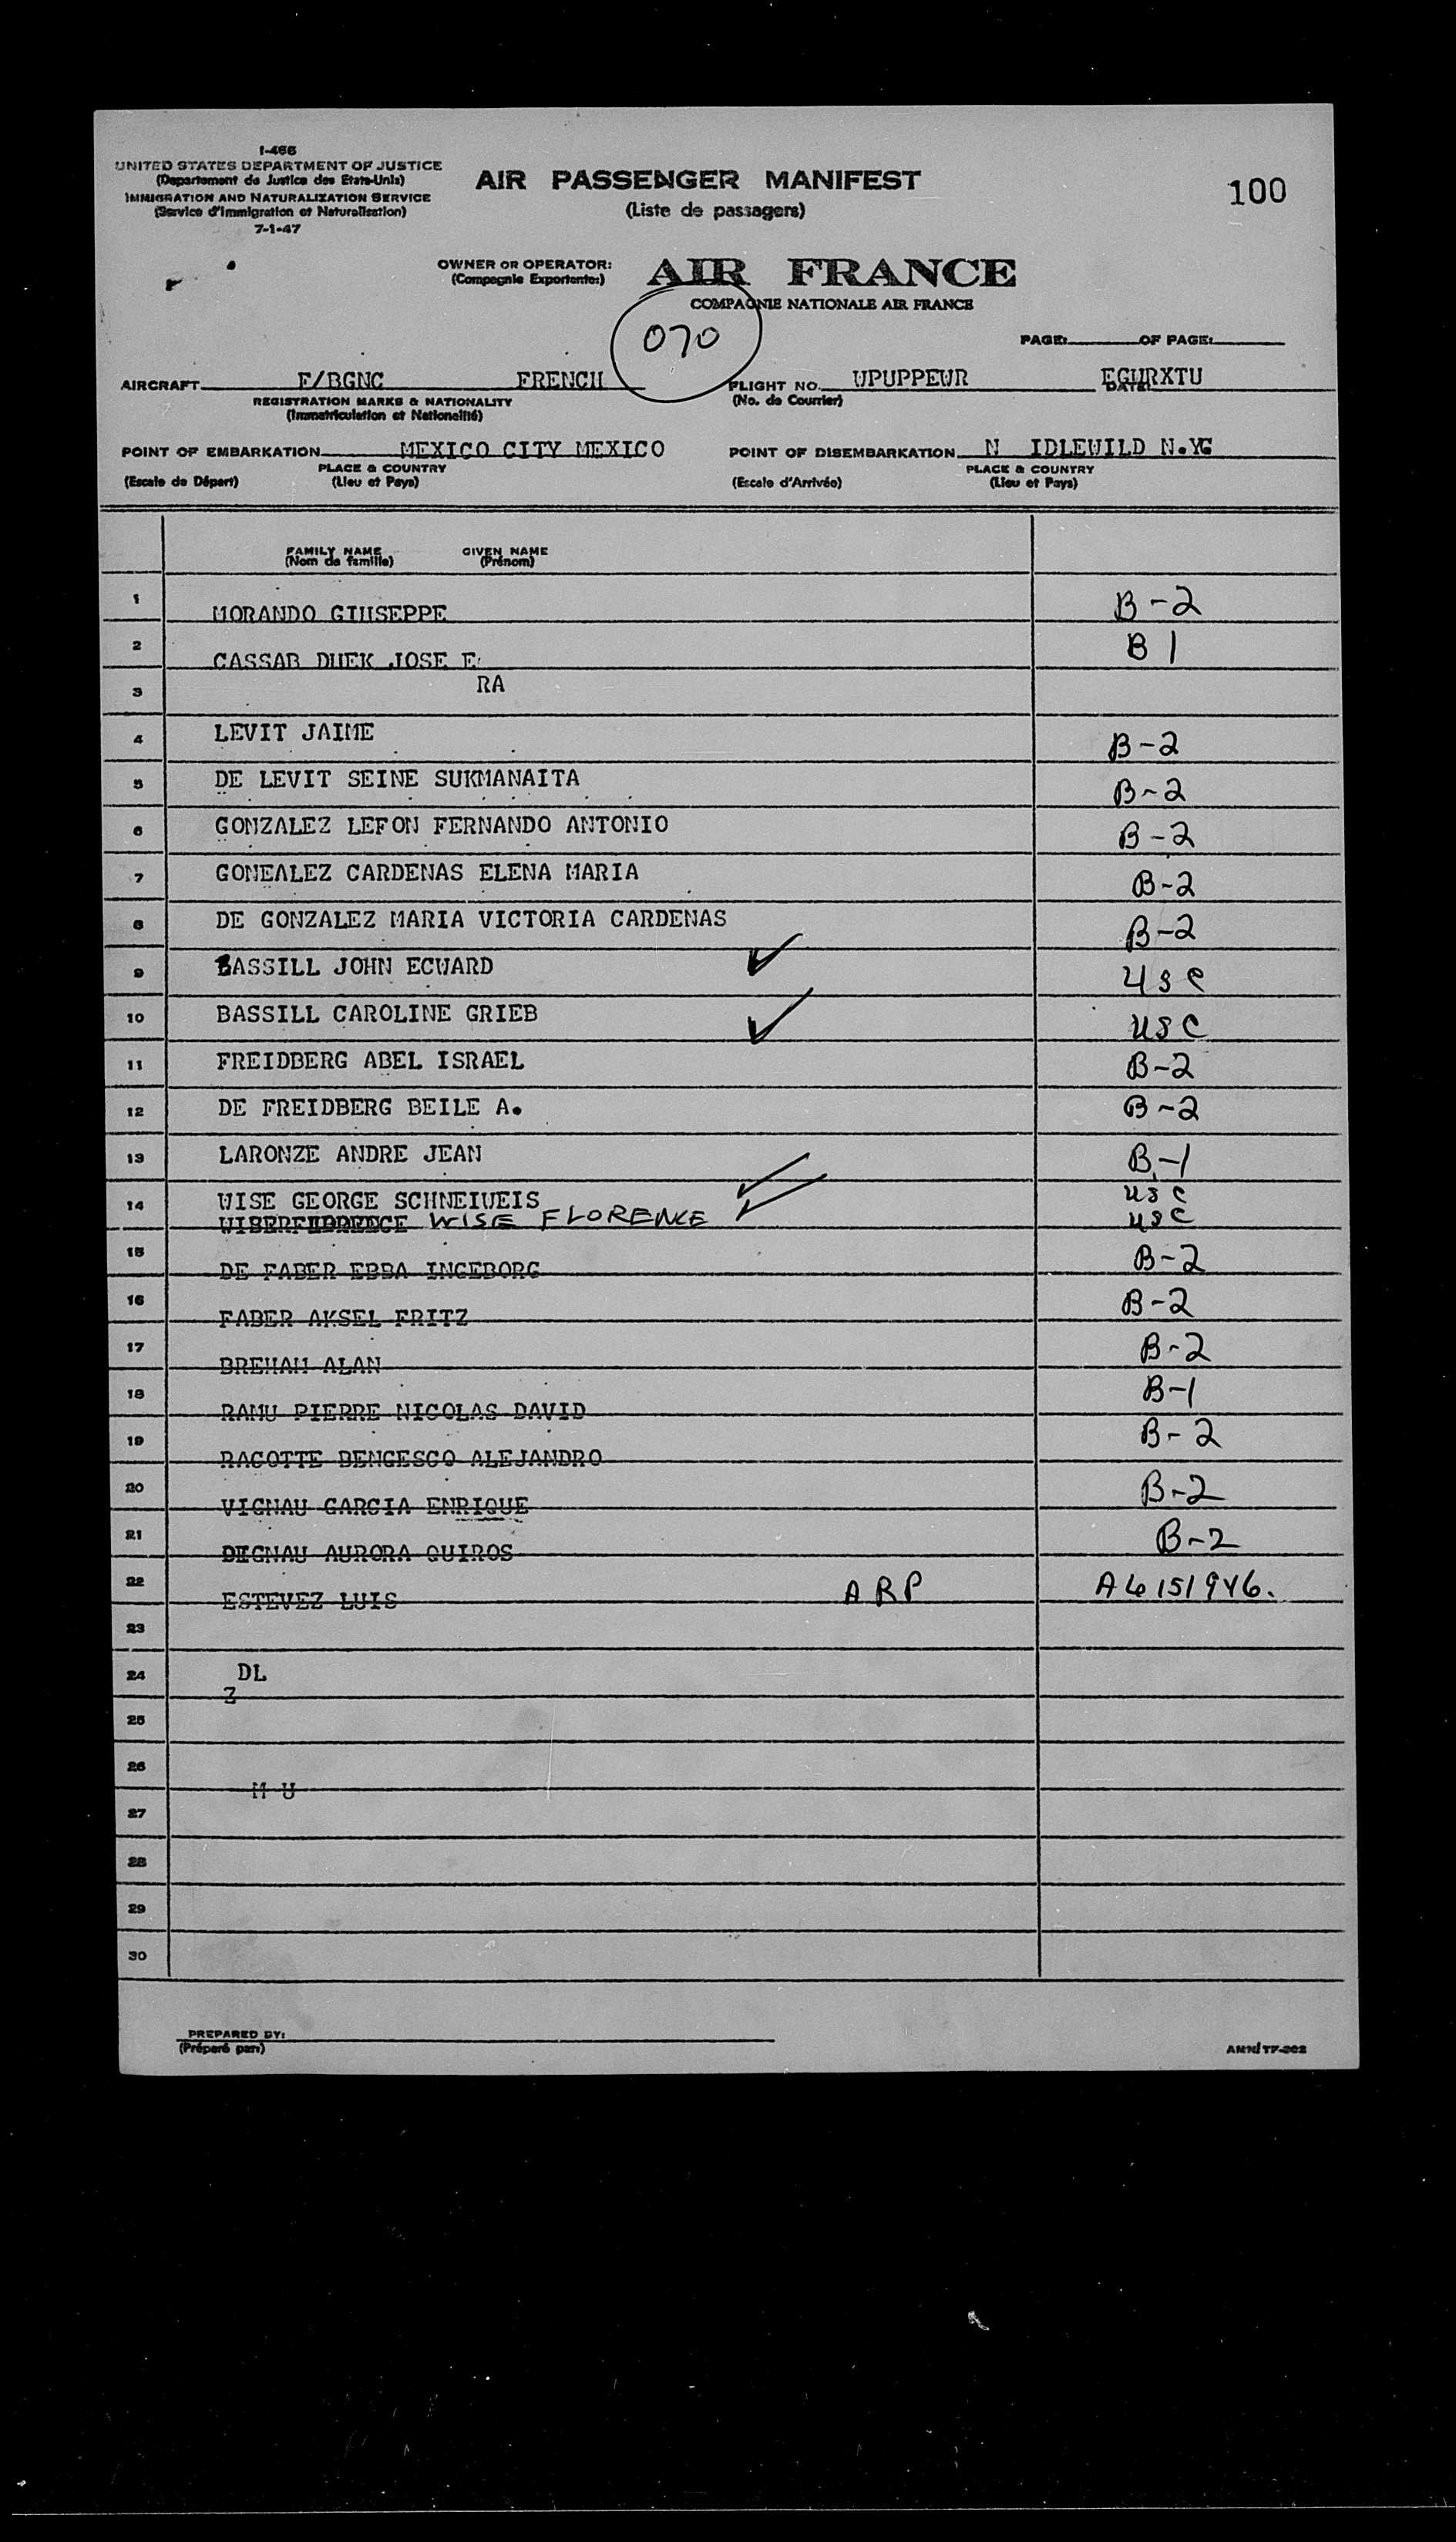 I-466
UNITED STATES DEPARTMENT OF JUSTICE
(Departement de Justice des Etats-Unis)
IMMIGRATION AND NATURALIZATION SERVICE
(Service d'Immigration et Naturalisation)
7-1-47
AIR PASSENGER MANIFEST
(Liste de passagers)
100
OWNER OR OPERATOR: AIR FRANCE
(Compagnie Exportante:)
COMPAGNIE NATIONALE AIR FRANCE
070
PAGE: OF PAGE:
AIRCRAFT F/BGNC FRENCH FLIGHT NO. WPUPPEWR DATE: EGURXTU
REGISTRATION MARKS & NATIONALITY (No. de Courrier)
(Immatriculation et Nationalité)
POINT OF EMBARKATION MEXICO CITY MEXICO POINT OF DISEMBARKATION N IDLEWILD N.Y
PLACE & COUNTRY PLACE & COUNTRY
(Escale de Départ) (Lieu et Pays) (Escale d'Arrivée) (Lieu et Pays)
FAMILY NAME GIVEN NAME
(Nom de famille) (Prénom)
1 MORANDO GIUSEPPE B-2
2 CASSAB DUEK JOSE E B 1
3 RA
4 LEVIT JAIME B-2
5 DE LEVIT SEINE SUKMANAITA B-2
6 GONZALEZ LEFON FERNANDO ANTONIO B-2
7 GONEALEZ CARDENAS ELENA MARIA B-2
8 DE GONZALEZ MARIA VICTORIA CARDENAS B-2
9 BASSILL JOHN ECWARD ✓ USC
10 BASSILL CAROLINE GRIEB ✓ USC
11 FREIDBERG ABEL ISRAEL B-2
12 DE FREIDBERG BEILE A. B-2
13 LARONZE ANDRE JEAN B-1
14 WISE GEORGE SCHNEIWEIS ✓ USC
WISE FLORENCE ✓ USC
15 DE FABER EBBA INGEBORG B-2
16 FABER AKSEL FRITZ B-2
17 BREHAM ALAN B-2
18 RAMU PIERRE NICOLAS DAVID B-1
19 RACOTTE BENGESCO ALEJANDRO B-2
20 VIGNAU GARCIA ENRIQUE B-2
21 AURORA QUIROS B-2
22 ESTEVEZ LUIS ARP A6151946.
23
24 DL
Z
25
26
M U
27
28
29
30
PREPARED BY:
(Préparé par:)